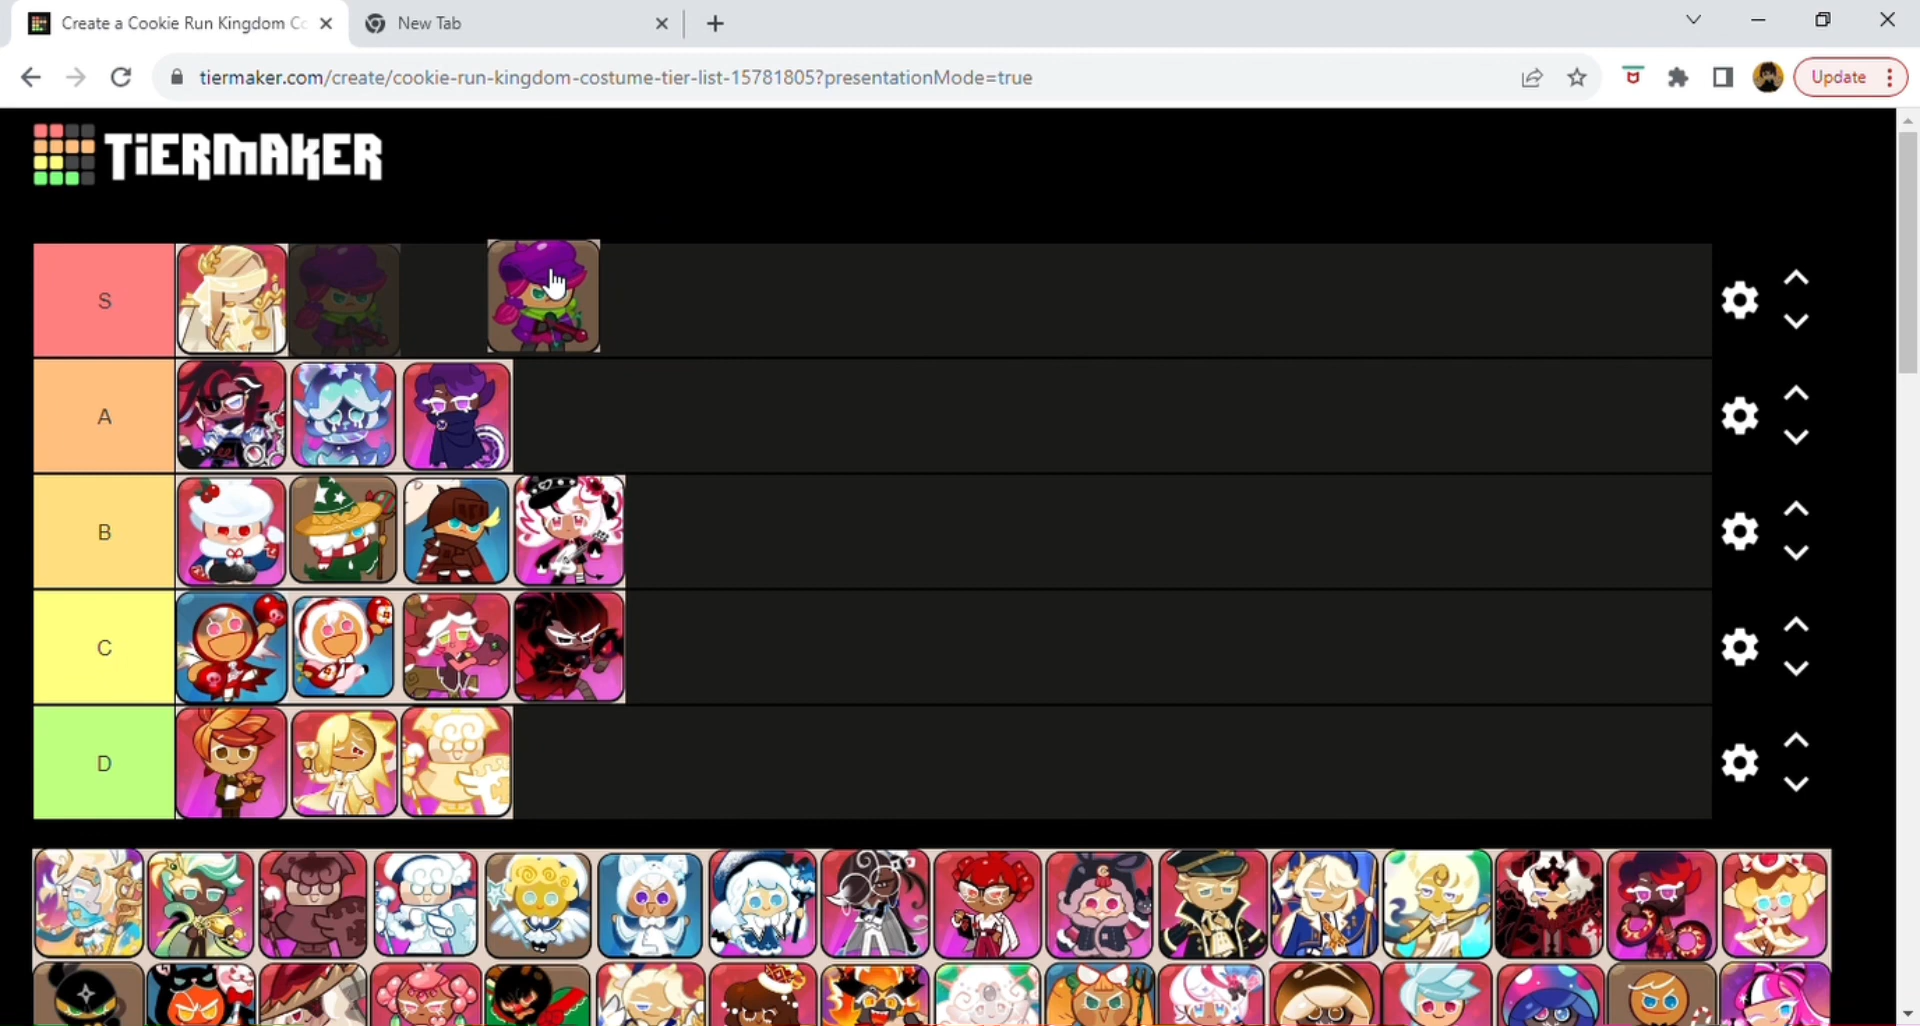 Create a Cookie Run Kingdom Co
New Tab
tiermaker.com/create/cookie-run-kingdom-costume-tier-list-15781805?presentationMode=true
Update
TiERMAKER
S
A
B
C
D